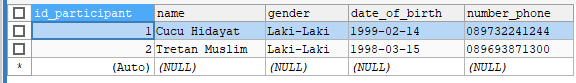 id_participant name gender date_of_birth number_phone
1 Cucu Hidayat Laki-Laki 1999-02-14 089732241244
2 Tretan Muslim Laki-Laki 1998-03-15 089693871300
* (Auto) (NULL) (NULL) (NULL) (NULL)